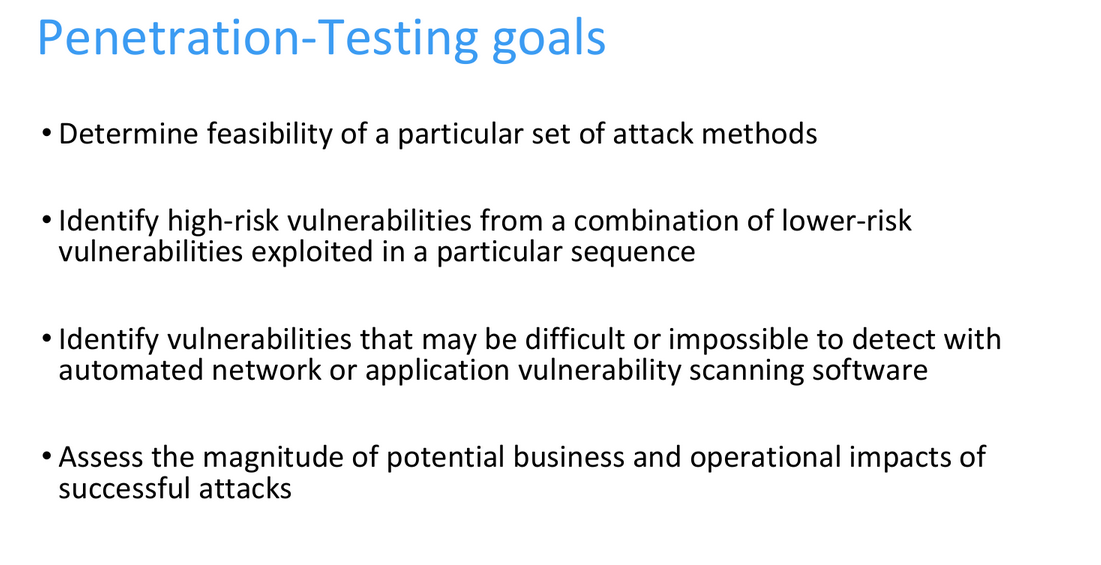 Penetration-Testing goals
• Determine feasibility of a particular set of attack methods
• Identify high-risk vulnerabilities from a combination of lower-risk
vulnerabilities exploited in a particular sequence
• Identify vulnerabilities that may be difficult or impossible to detect with
automated network or application vulnerability scanning software
• Assess the magnitude of potential business and operational impacts of
successful attacks